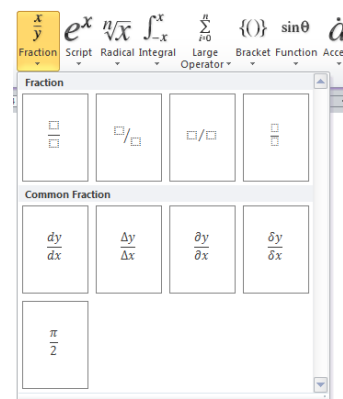 x/y e^x ⁿ√x ∫₋ₓˣ Σ i=0 n {()} sinθ ȧ
Fraction Script Radical Integral Large Operator Bracket Function Acce
Fraction
Common Fraction
dy/dx Δy/Δx ∂y/∂x δy/δx
π/2